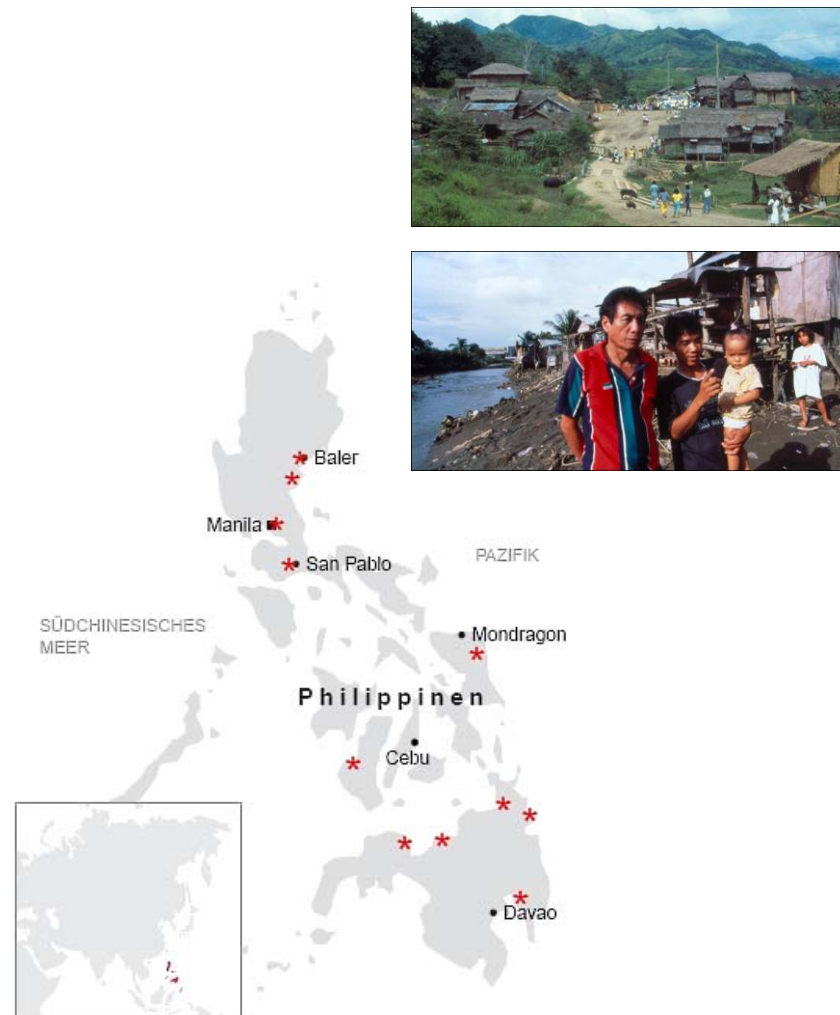 Baler
Manila
San Pablo
PAZIFIK
SÜDCHINESISCHES
MEER
Mondragon
Philippinen
Cebu
Davao